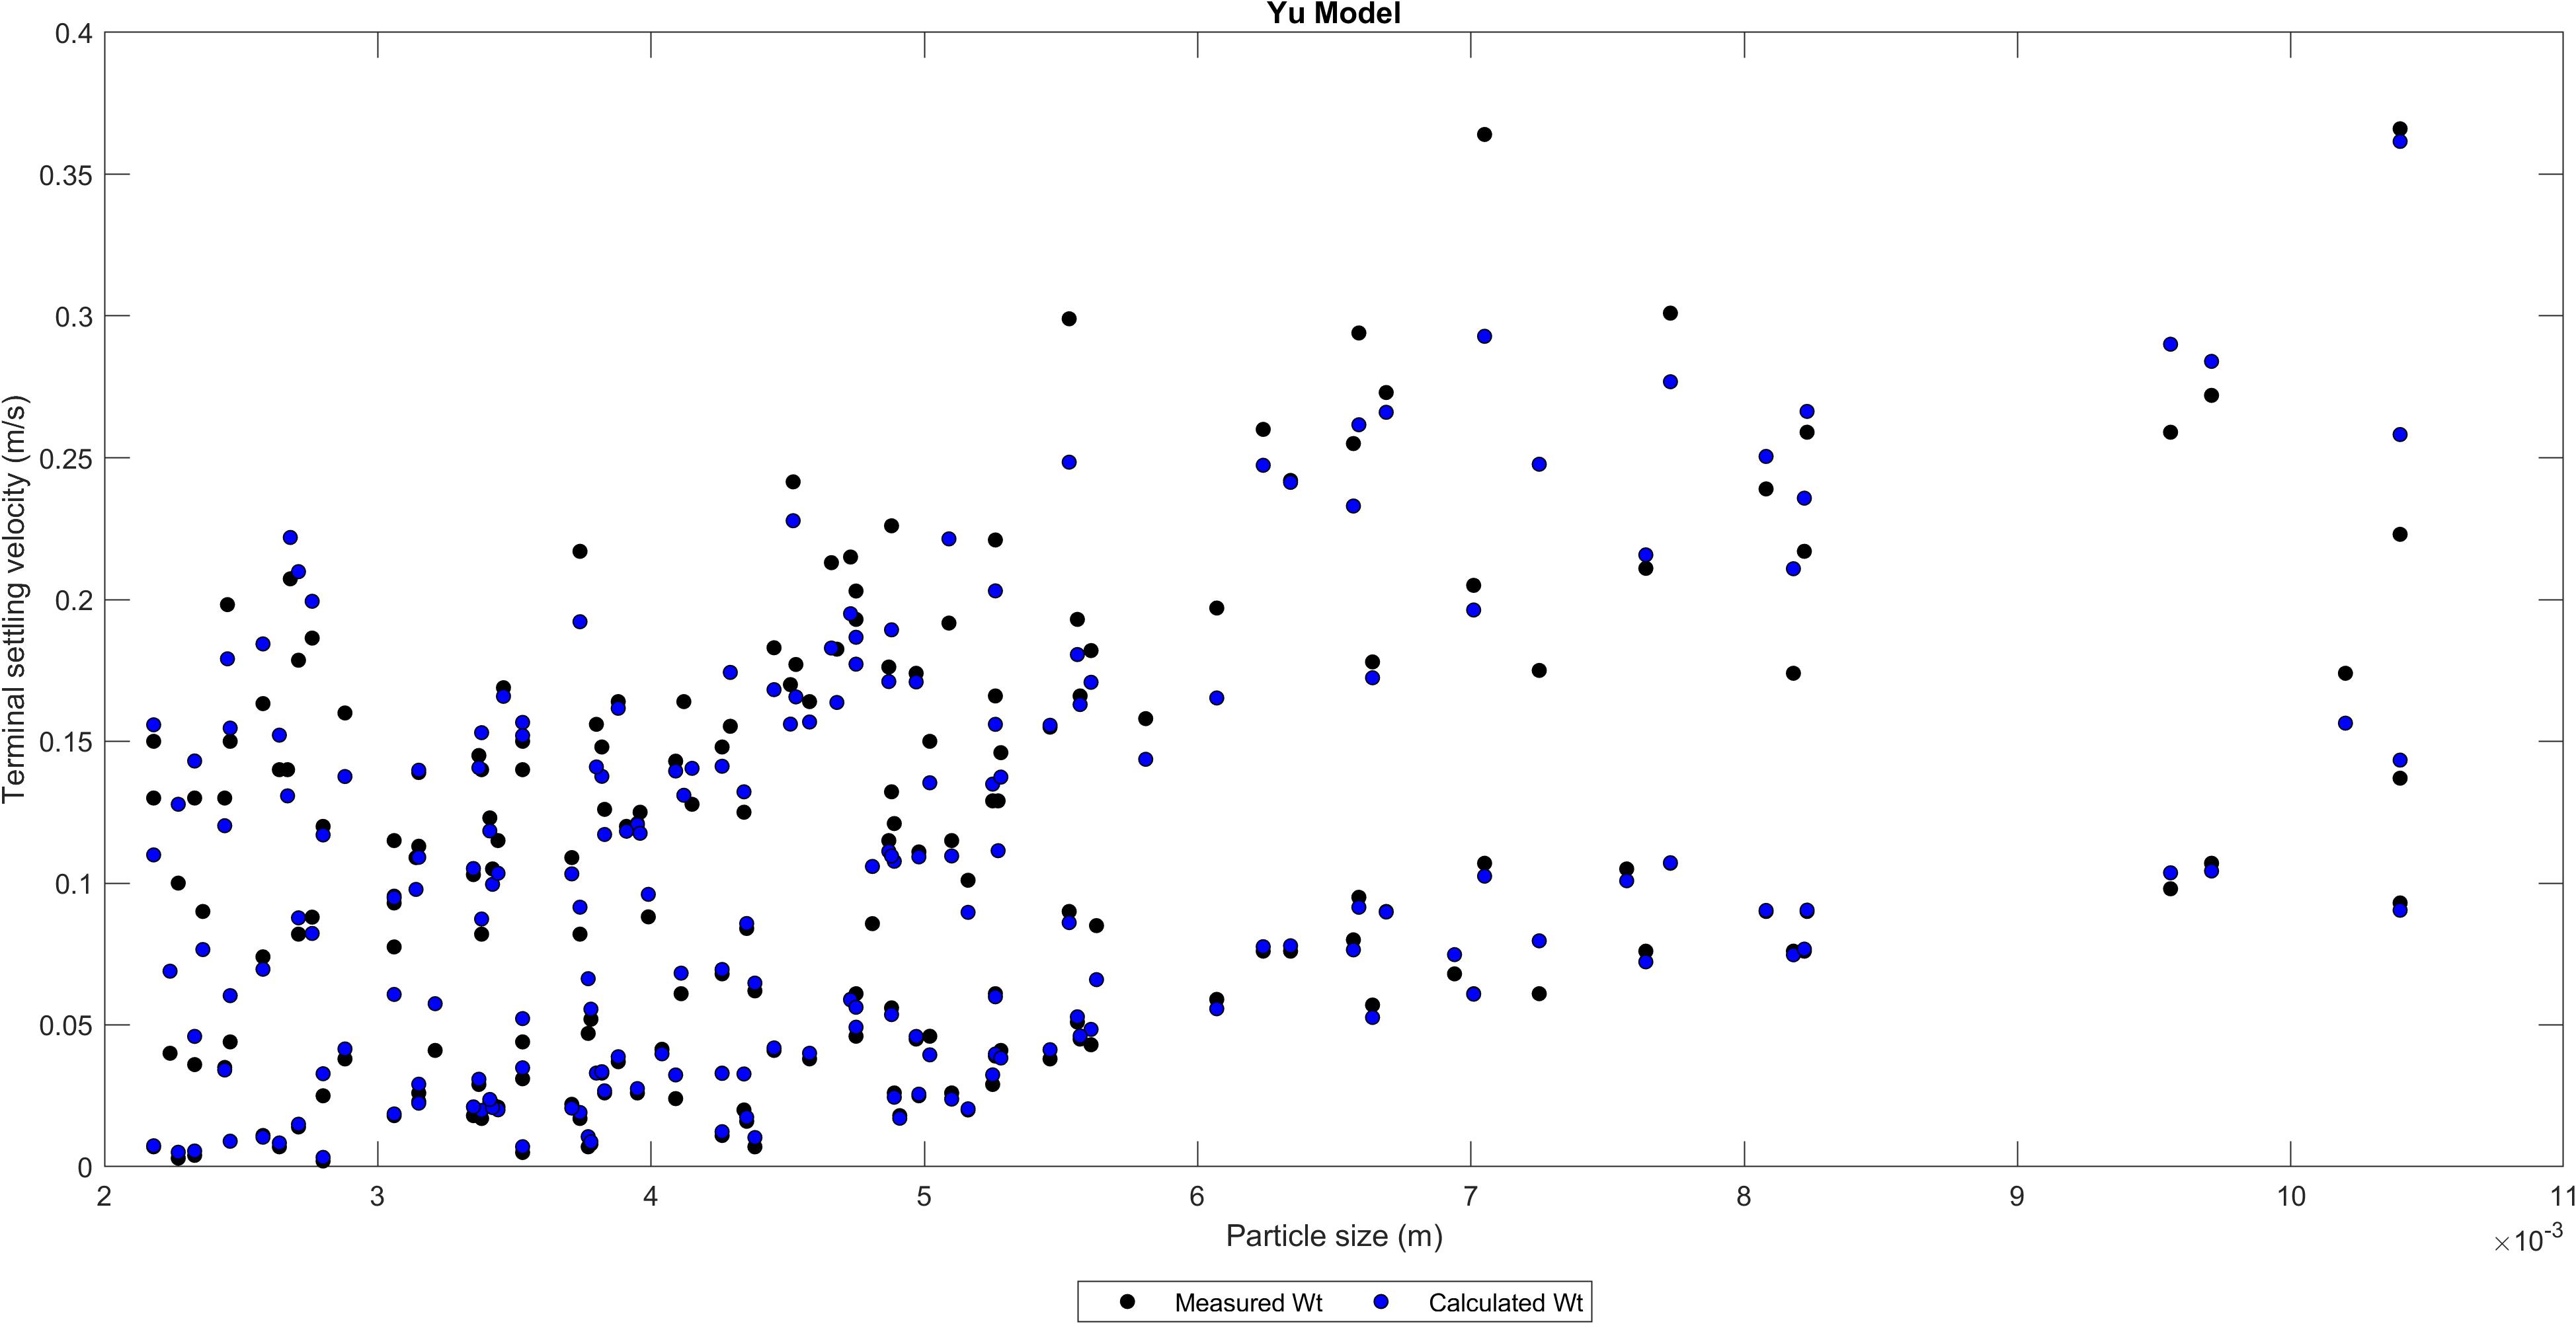 Yu Model
Terminal settling velocity (m/s)
0.4
0.35
0.3
0.25
0.2
0.15
0.1
0.05
0
2 3 4 5 6 7 8 9 10 11
Particle size (m)
×10-3
Measured Wt Calculated Wt